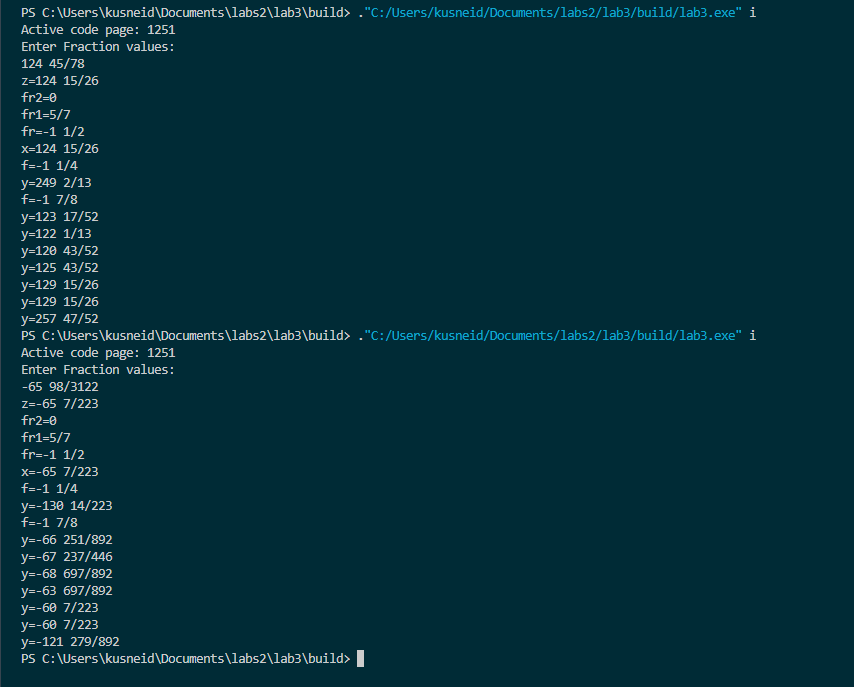 PS C:\Users\kusneid\Documents\labs2\lab3\build> ."C:/Users/kusneid/Documents/labs2/lab3/build/lab3.exe" i
Active code page: 1251
Enter Fraction values:
124 45/78
z=124 15/26
fr2=0
fr1=5/7
fr=-1 1/2
x=124 15/26
f=-1 1/4
y=249 2/13
f=-1 7/8
y=123 17/52
y=122 1/13
y=120 43/52
y=125 43/52
y=129 15/26
y=129 15/26
y=257 47/52
PS C:\Users\kusneid\Documents\labs2\lab3\build> ."C:/Users/kusneid/Documents/labs2/lab3/build/lab3.exe" i
Active code page: 1251
Enter Fraction values:
-65 98/3122
z=-65 7/223
fr2=0
fr1=5/7
fr=-1 1/2
x=-65 7/223
f=-1 1/4
y=-130 14/223
f=-1 7/8
y=-66 251/892
y=-67 237/446
y=-68 697/892
y=-63 697/892
y=-60 7/223
y=-60 7/223
y=-121 279/892
PS C:\Users\kusneid\Documents\labs2\lab3\build>